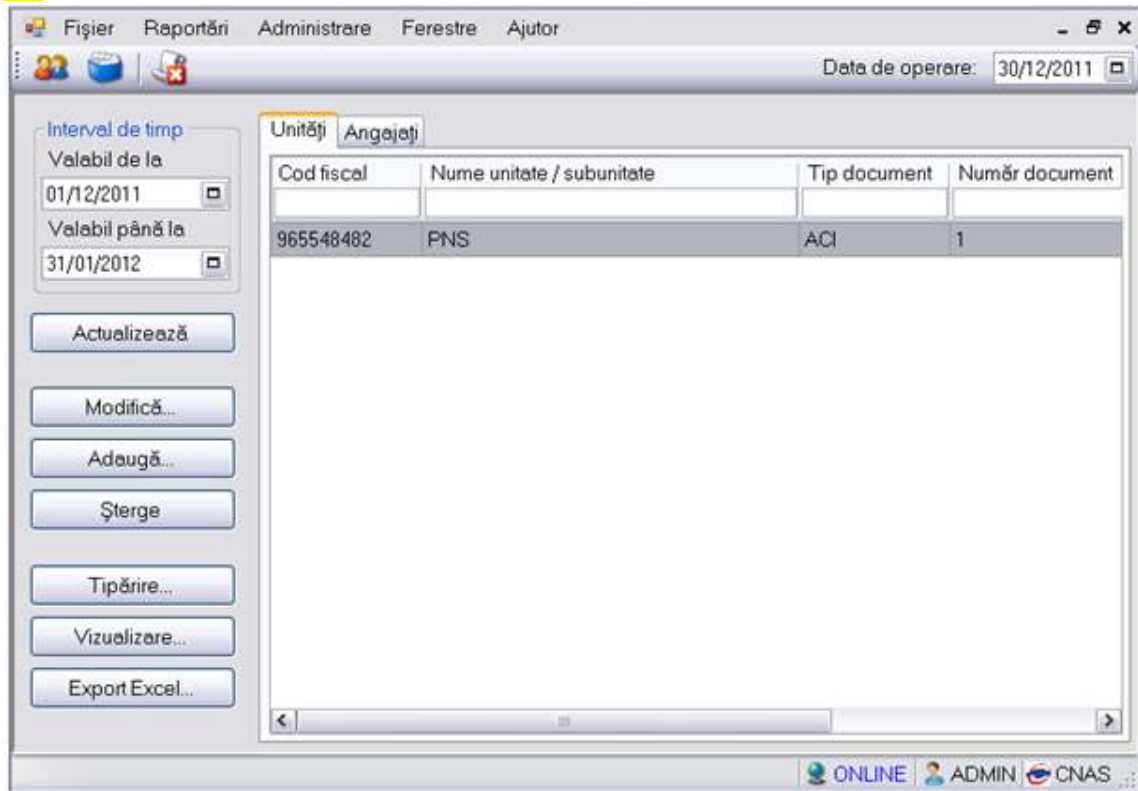 Fişier Raportări Administrare Ferestre Ajutor
Data de operare: 30/12/2011
Interval de timp
Valabil de la
01/12/2011
Valabil până la
31/01/2012
Actualizează
Modifică...
Adaugă...
Şterge
Tipărire...
Vizualizare...
Export Excel...
Unităţi Angajaţi
Cod fiscal Nume unitate / subunitate Tip document Număr document
965548482 PNS ACI 1
ONLINE ADMIN CNAS